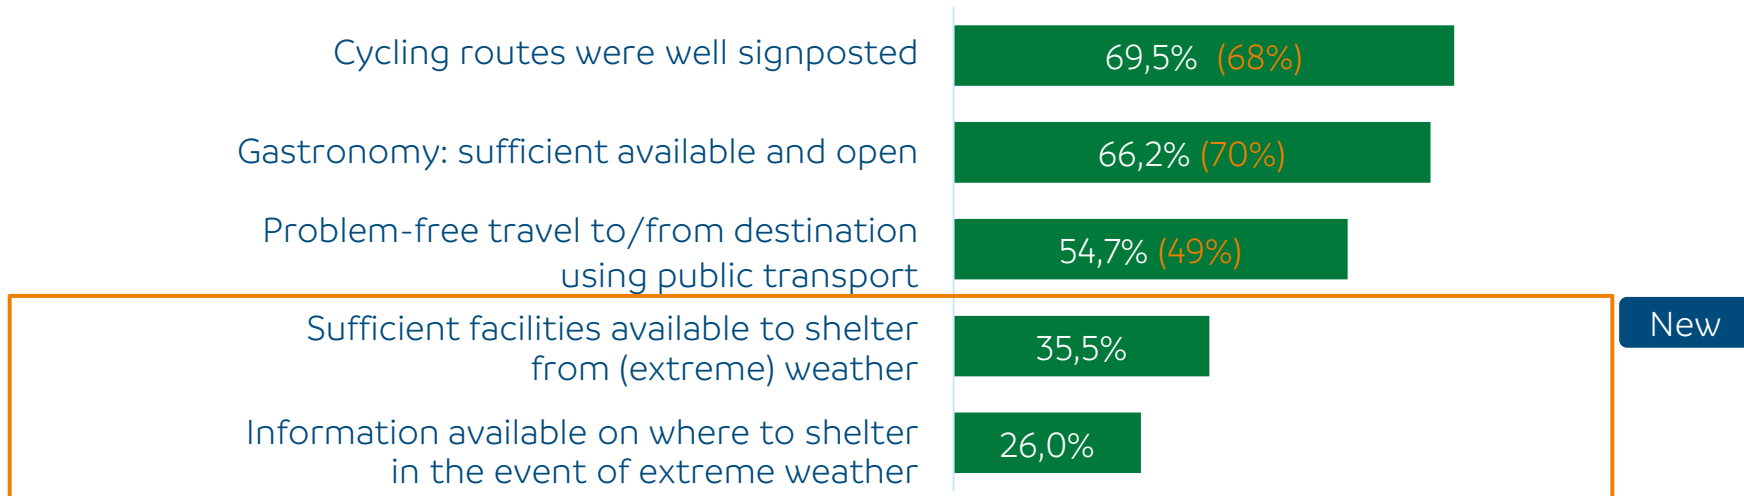 Cycling routes were well signposted
69,5% (68%)
Gastronomy: sufficient available and open
66,2% (70%)
Problem-free travel to/from destination
using public transport
54,7% (49%)
Sufficient facilities available to shelter
from (extreme) weather
35,5%
New
Information available on where to shelter
in the event of extreme weather
26,0%